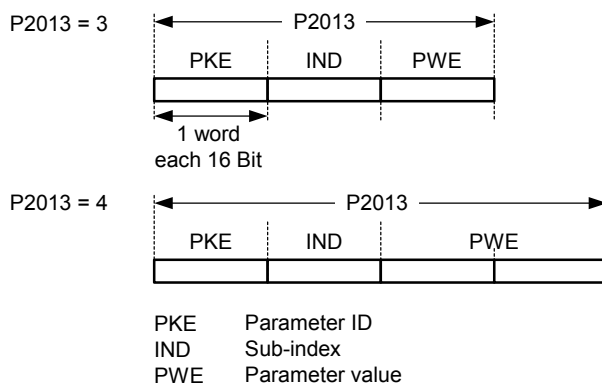 P2013 = 3
P2013
PKE IND PWE
1 word
each 16 Bit
P2013 = 4
P2013
PKE IND PWE
PKE Parameter ID
IND Sub-index
PWE Parameter value